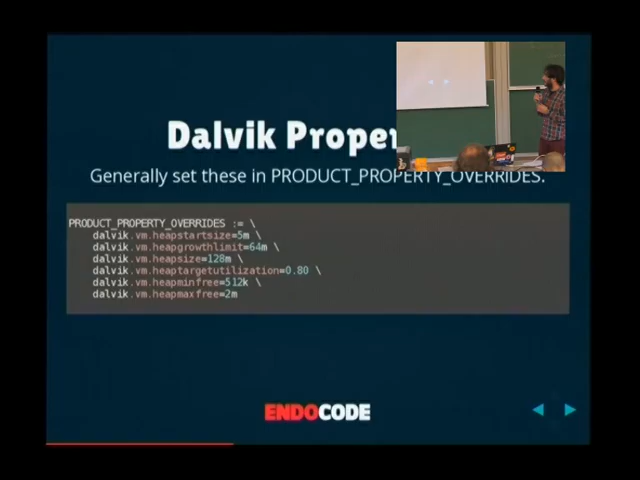 Dalvik Proper
Generally set these in PRODUCT_PROPERTY_OVERRIDES.
PRODUCT_PROPERTY_OVERRIDES := \
dalvik.vm.heapstartsize=5m \
dalvik.vm.heapgrowthlimit=64m \
dalvik.vm.heapsize=128m \
dalvik.vm.heaptargetutilization=0.80 \
dalvik.vm.heapminfree=512k \
dalvik.vm.heapmaxfree=2m
ENDOCODE